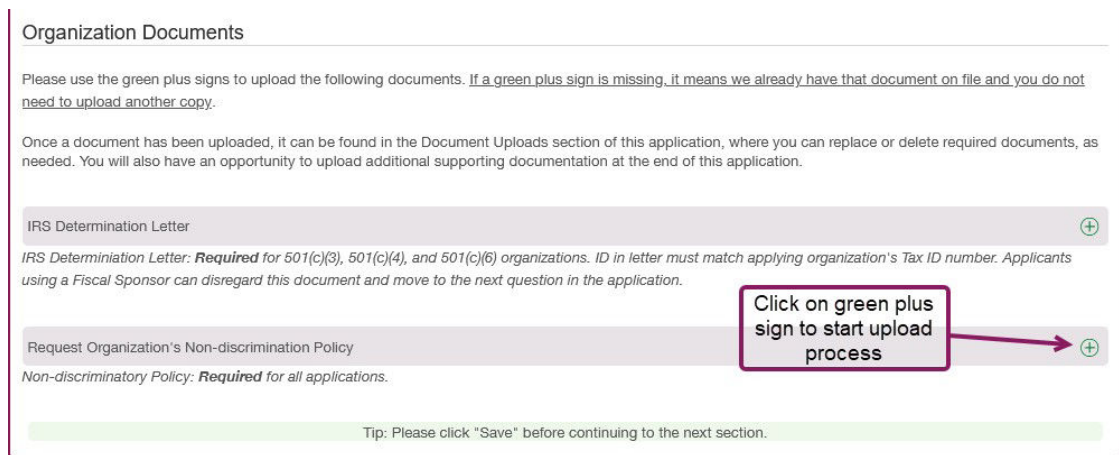 Organization Documents
Please use the green plus signs to upload the following documents. If a green plus sign is missing, it means we already have that document on file and you do not
need to upload another copy.
Once a document has been uploaded, it can be found in the Document Uploads section of this application, where you can replace or delete required documents, as
needed. You will also have an opportunity to upload additional supporting documentation at the end of this application.
IRS Determination Letter
IRS Determiniation Letter: Required for 501(c)(3), 501(c)(4), and 501(c)(6) organizations. ID in letter must match applying organization's Tax ID number. Applicants
using a Fiscal Sponsor can disregard this document and move to the next question in the application.
Click on green plus
sign to start upload
process
Request Organization's Non-discrimination Policy
Non-discriminatory Policy: Required for all applications.
Tip: Please click "Save" before continuing to the next section.